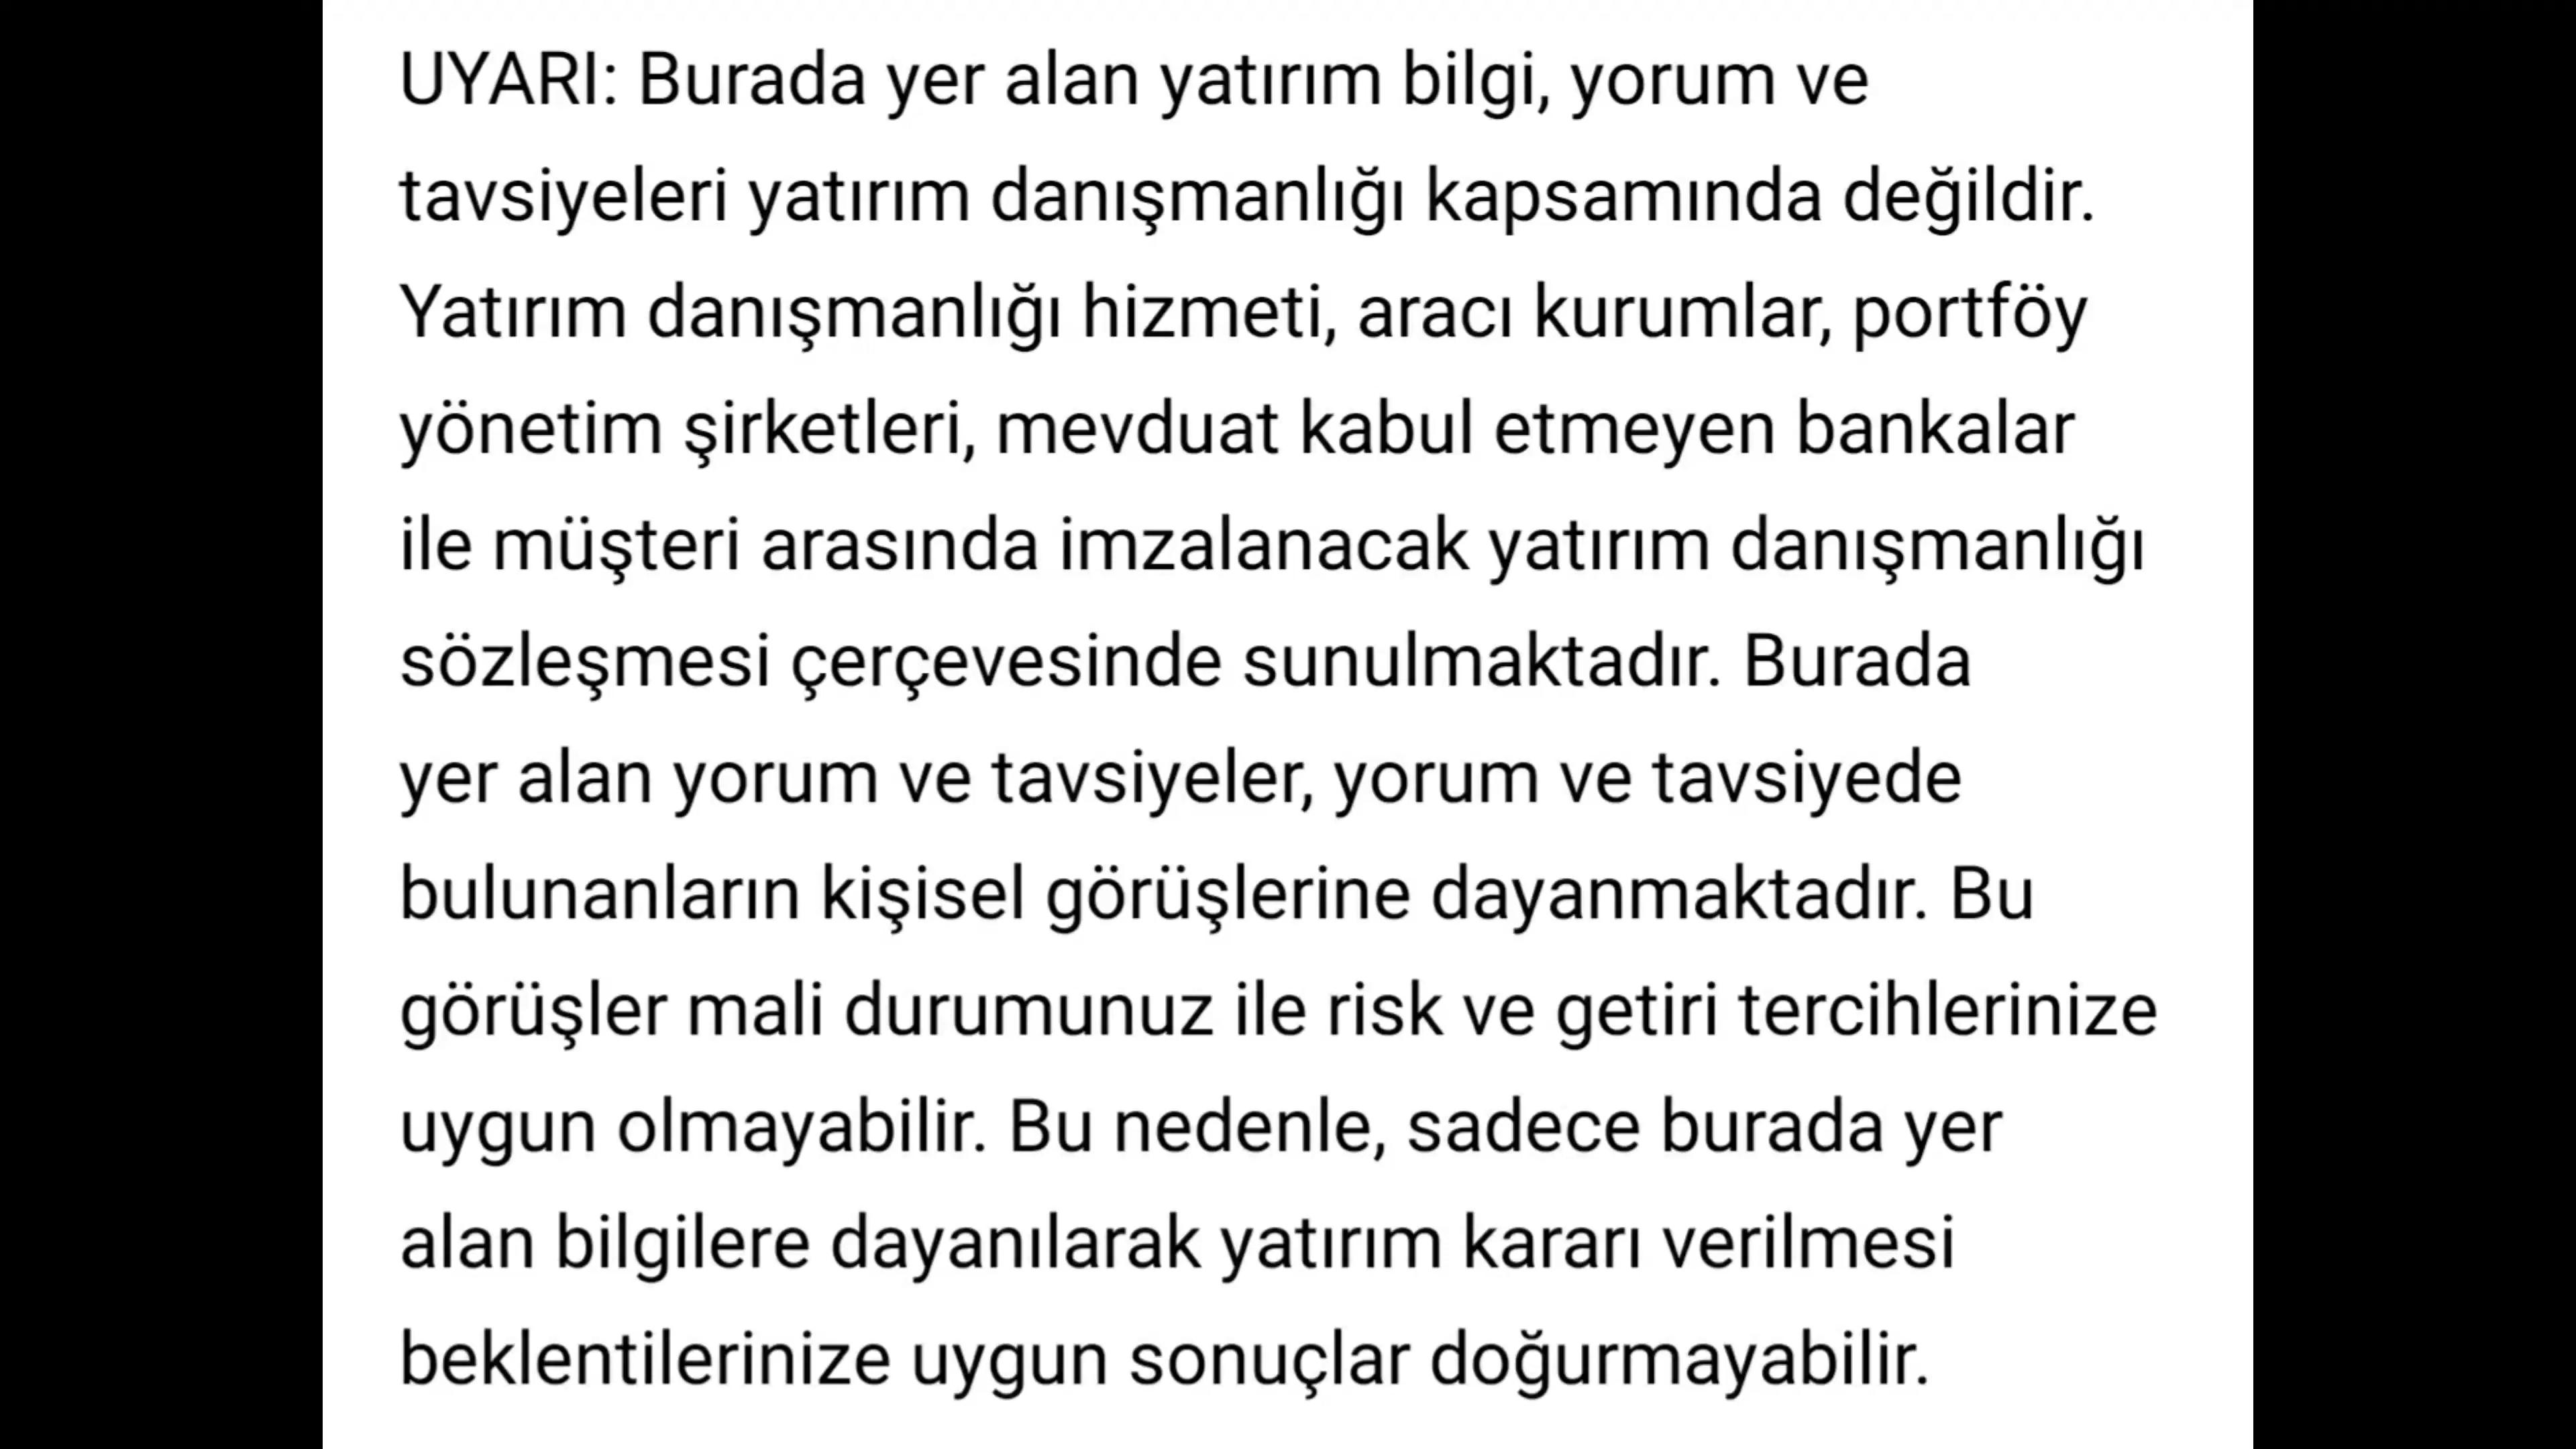 UYARI: Burada yer alan yatırım bilgi, yorum ve
tavsiyeleri yatırım danışmanlığı kapsamında değildir.
Yatırım danışmanlığı hizmeti, aracı kurumlar, portföy
yönetim şirketleri, mevduat kabul etmeyen bankalar
ile müşteri arasında imzalanacak yatırım danışmanlığı
sözleşmesi çerçevesinde sunulmaktadır. Burada
yer alan yorum ve tavsiyeler, yorum ve tavsiyede
bulunanların kişisel görüşlerine dayanmaktadır. Bu
görüşler mali durumunuz ile risk ve getiri tercihlerinize
uygun olmayabilir. Bu nedenle, sadece burada yer
alan bilgilere dayanılarak yatırım kararı verilmesi
beklentilerinize uygun sonuçlar doğurmayabilir.